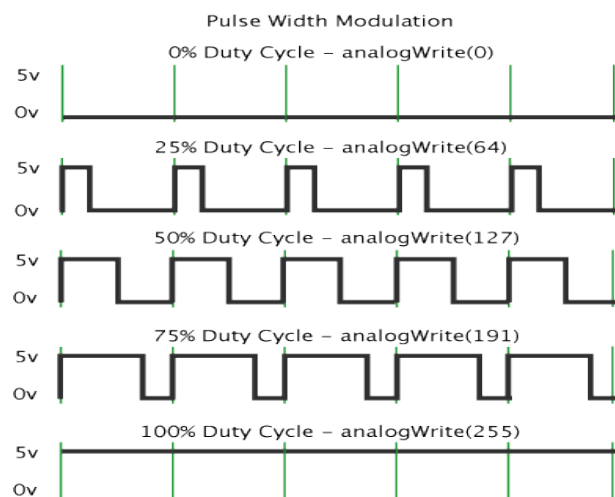 Pulse Width Modulation
0% Duty Cycle – analogWrite(0)
5v
0v
25% Duty Cycle – analogWrite(64)
5v
0v
50% Duty Cycle – analogWrite(127)
5v
0v
75% Duty Cycle – analogWrite(191)
5v
0v
100% Duty Cycle – analogWrite(255)
5v
0v